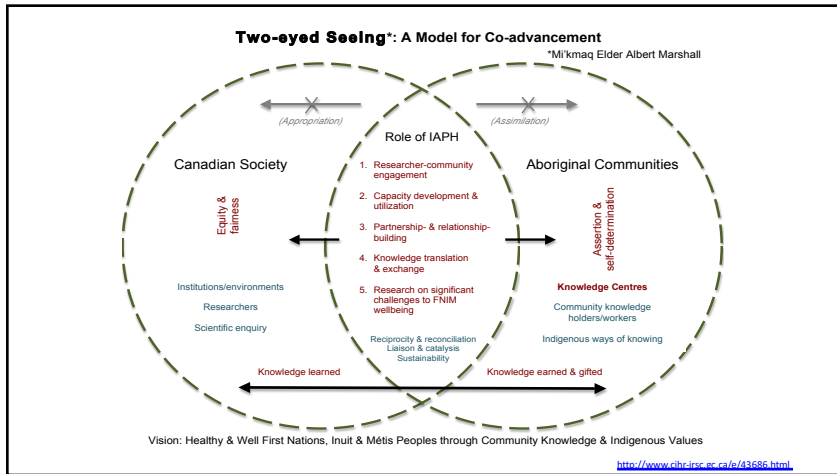 Two-eyed Seeing*: A Model for Co-advancement
*Mi'kmaq Elder Albert Marshall
(Appropriation)
(Assimilation)
Role of IAPH
Canadian Society
Aboriginal Communities
1. Researcher-community
engagement
2. Capacity development &
utilization
3. Partnership- & relationship-
building
4. Knowledge translation
& exchange
5. Research on significant
challenges to FNIM
wellbeing
Equity &
fairness
Assertion &
self-determination
Institutions/environments
Researchers
Scientific enquiry
Knowledge Centres
Community knowledge
holders/workers
Indigenous ways of knowing
Reciprocity & reconciliation
Liaison & catalysis
Sustainability
Knowledge learned
Knowledge earned & gifted
Vision: Healthy & Well First Nations, Inuit & Métis Peoples through Community Knowledge & Indigenous Values
http://www.cihr-irsc.gc.ca/e/43686.html